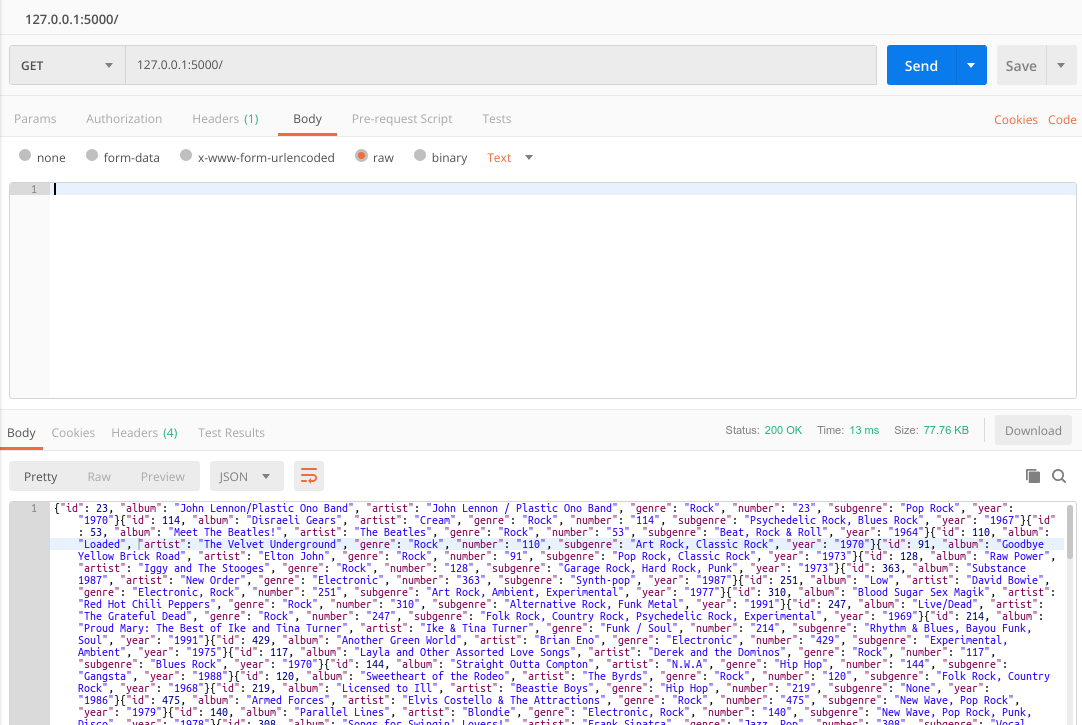 127.0.0.1:5000/
GET 127.0.0.1:5000/ Send Save
Params Authorization Headers (1) Body Pre-request Script Tests Cookies Code
none form-data x-www-form-urlencoded raw binary Text
1
Body Cookies Headers (4) Test Results Status: 200 OK Time: 13 ms Size: 77.76 KB Download
Pretty Raw Preview JSON
1 {"id": 23, "album": "John Lennon/Plastic Ono Band", "artist": "John Lennon / Plastic Ono Band", "genre": "Rock", "number": "23", "subgenre": "Pop Rock", "year":
"1970"}{"id": 114, "album": "Disraeli Gears", "artist": "Cream", "genre": "Rock", "number": "114", "subgenre": "Psychedelic Rock, Blues Rock", "year": "1967"}{"id"
: 53, "album": "Meet The Beatles!", "artist": "The Beatles", "genre": "Rock", "number": "53", "subgenre": "Beat, Rock & Roll", "year": "1964"}{"id": 110, "album":
"Loaded", "artist": "The Velvet Underground", "genre": "Rock", "number": "110", "subgenre": "Art Rock, Classic Rock", "year": "1970"}{"id": 91, "album": "Goodbye
Yellow Brick Road", "artist": "Elton John", "genre": "Rock", "number": "91", "subgenre": "Pop Rock, Classic Rock", "year": "1973"}{"id": 128, "album": "Raw Power",
"artist": "Iggy and The Stooges", "genre": "Rock", "number": "128", "subgenre": "Garage Rock, Hard Rock, Punk", "year": "1973"}{"id": 363, "album": "Substance
1987", "artist": "New Order", "genre": "Electronic", "number": "363", "subgenre": "Synth-pop", "year": "1987"}{"id": 251, "album": "Low", "artist": "David Bowie",
"genre": "Electronic, Rock", "number": "251", "subgenre": "Art Rock, Ambient, Experimental", "year": "1977"}{"id": 310, "album": "Blood Sugar Sex Magik", "artist":
"Red Hot Chili Peppers", "genre": "Rock", "number": "310", "subgenre": "Alternative Rock, Funk Metal", "year": "1991"}{"id": 247, "album": "Live/Dead", "artist":
"The Grateful Dead", "genre": "Rock", "number": "247", "subgenre": "Folk Rock, Country Rock, Psychedelic Rock, Experimental", "year": "1969"}{"id": 214, "album":
"Proud Mary: The Best of Ike and Tina Turner", "artist": "Ike & Tina Turner", "genre": "Funk / Soul", "number": "214", "subgenre": "Rhythm & Blues, Bayou Funk,
Soul", "year": "1991"}{"id": 429, "album": "Another Green World", "artist": "Brian Eno", "genre": "Electronic", "number": "429", "subgenre": "Experimental,
Ambient", "year": "1975"}{"id": 117, "album": "Layla and Other Assorted Love Songs", "artist": "Derek and the Dominos", "genre": "Rock", "number": "117",
"subgenre": "Blues Rock", "year": "1970"}{"id": 144, "album": "Straight Outta Compton", "artist": "N.W.A", "genre": "Hip Hop", "number": "144", "subgenre":
"Gangsta", "year": "1988"}{"id": 120, "album": "Sweetheart of the Rodeo", "artist": "The Byrds", "genre": "Rock", "number": "120", "subgenre": "Folk Rock, Country
Rock", "year": "1968"}{"id": 219, "album": "Licensed to Ill", "artist": "Beastie Boys", "genre": "Hip Hop", "number": "219", "subgenre": "None", "year":
"1986"}{"id": 475, "album": "Armed Forces", "artist": "Elvis Costello & The Attractions", "genre": "Rock", "number": "475", "subgenre": "New Wave, Pop Rock",
"year": "1979"}{"id": 140, "album": "Parallel Lines", "artist": "Blondie", "genre": "Electronic, Rock", "number": "140", "subgenre": "New Wave, Pop Rock, Punk,
Disco", "year": "1978"}{"id": 308, "album": "Songs for Swingin' Lovers!", "artist": "Frank Sinatra", "genre": "Jazz, Pop", "number": "308", "subgenre": "Vocal